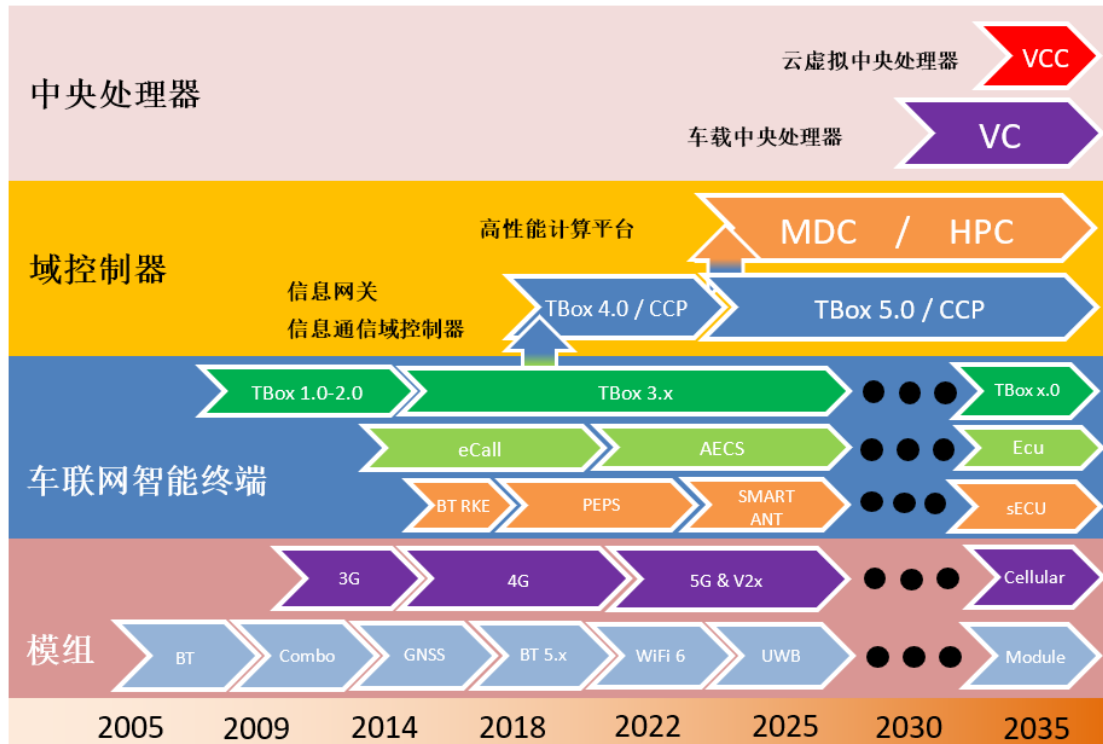 云虚拟中央处理器
VCC
中央处理器
车载中央处理器
VC
高性能计算平台
MDC / HPC
域控制器
信息网关
信息通信域控制器
TBox 4.0 / CCP
TBox 5.0 / CCP
TBox 1.0-2.0
TBox 3.x
TBox x.0
eCall
AECS
Ecu
车联网智能终端
BT RKE
PEPS
SMART
ANT
sECU
3G
4G
5G & V2x
Cellular
模组
BT
Combo
GNSS
BT 5.x
WiFi 6
UWB
Module
2005 2009 2014 2018 2022 2025 2030 2035